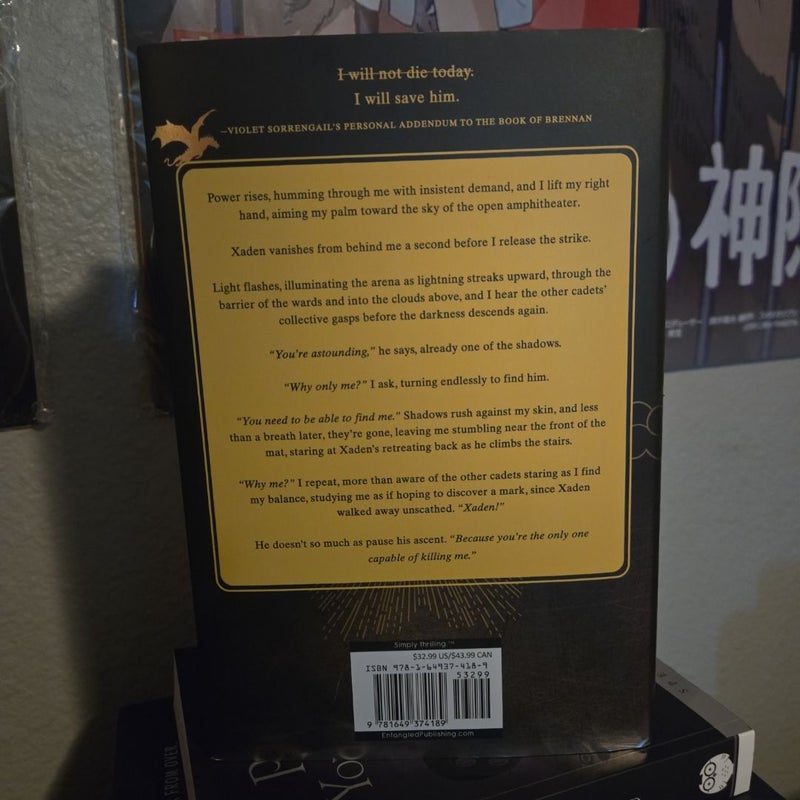 I will not die today.
I will save him.
—VIOLET SORRENGAIL'S PERSONAL ADDENDUM TO THE BOOK OF BRENNAN
Power rises, humming through me with insistent demand, and I lift my right
hand, aiming my palm toward the sky of the open amphitheater.
Xaden vanishes from behind me a second before I release the strike.
Light flashes, illuminating the arena as lightning streaks upward, through the
barrier of the wards and into the clouds above, and I hear the other cadets'
collective gasps before the darkness descends again.
"You're astounding," he says, already one of the shadows.
"Why only me?" I ask, turning endlessly to find him.
"You need to be able to find me." Shadows rush against my skin, and less
than a breath later, they're gone, leaving me stumbling near the front of the
mat, staring at Xaden's retreating back as he climbs the stairs.
"Why me?" I repeat, more than aware of the other cadets staring as I find
my balance, studying me as if hoping to discover a mark, since Xaden
walked away unscathed. "Xaden!"
He doesn't so much as pause his ascent. "Because you're the only one
capable of killing me."
Simply thrilling ™
$32.99 US/$43.99 CAN
ISBN 978-1-64937-418-9
53299
9 781649 374189
EntangledPublishing.com
神
FROM OVER